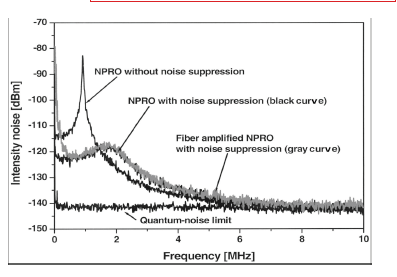 -70
-80
-90
-100
-110
-120
-130
-140
-150
Intensity noise [dBm]
NPRO without noise suppression
NPRO with noise suppression (black curve)
Fiber amplified NPRO
with noise suppression (gray curve)
Quantum-noise limit
0 2 4 6 8 10
Frequency [MHz]